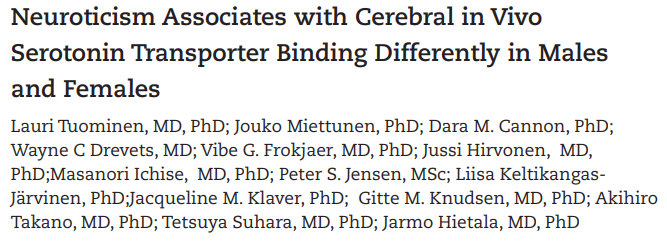 Neuroticism Associates with Cerebral in Vivo
Serotonin Transporter Binding Differently in Males
and Females
Lauri Tuominen, MD, PhD; Jouko Miettunen, PhD; Dara M. Cannon, PhD;
Wayne C Drevets, MD; Vibe G. Frokjaer, MD, PhD; Jussi Hirvonen,  MD,
PhD;Masanori Ichise,  MD, PhD; Peter S. Jensen, MSc; Liisa Keltikangas-
Järvinen, PhD;Jacqueline M. Klaver, PhD;  Gitte M. Knudsen, MD, PhD; Akihiro
Takano, MD, PhD; Tetsuya Suhara, MD, PhD; Jarmo Hietala, MD, PhD